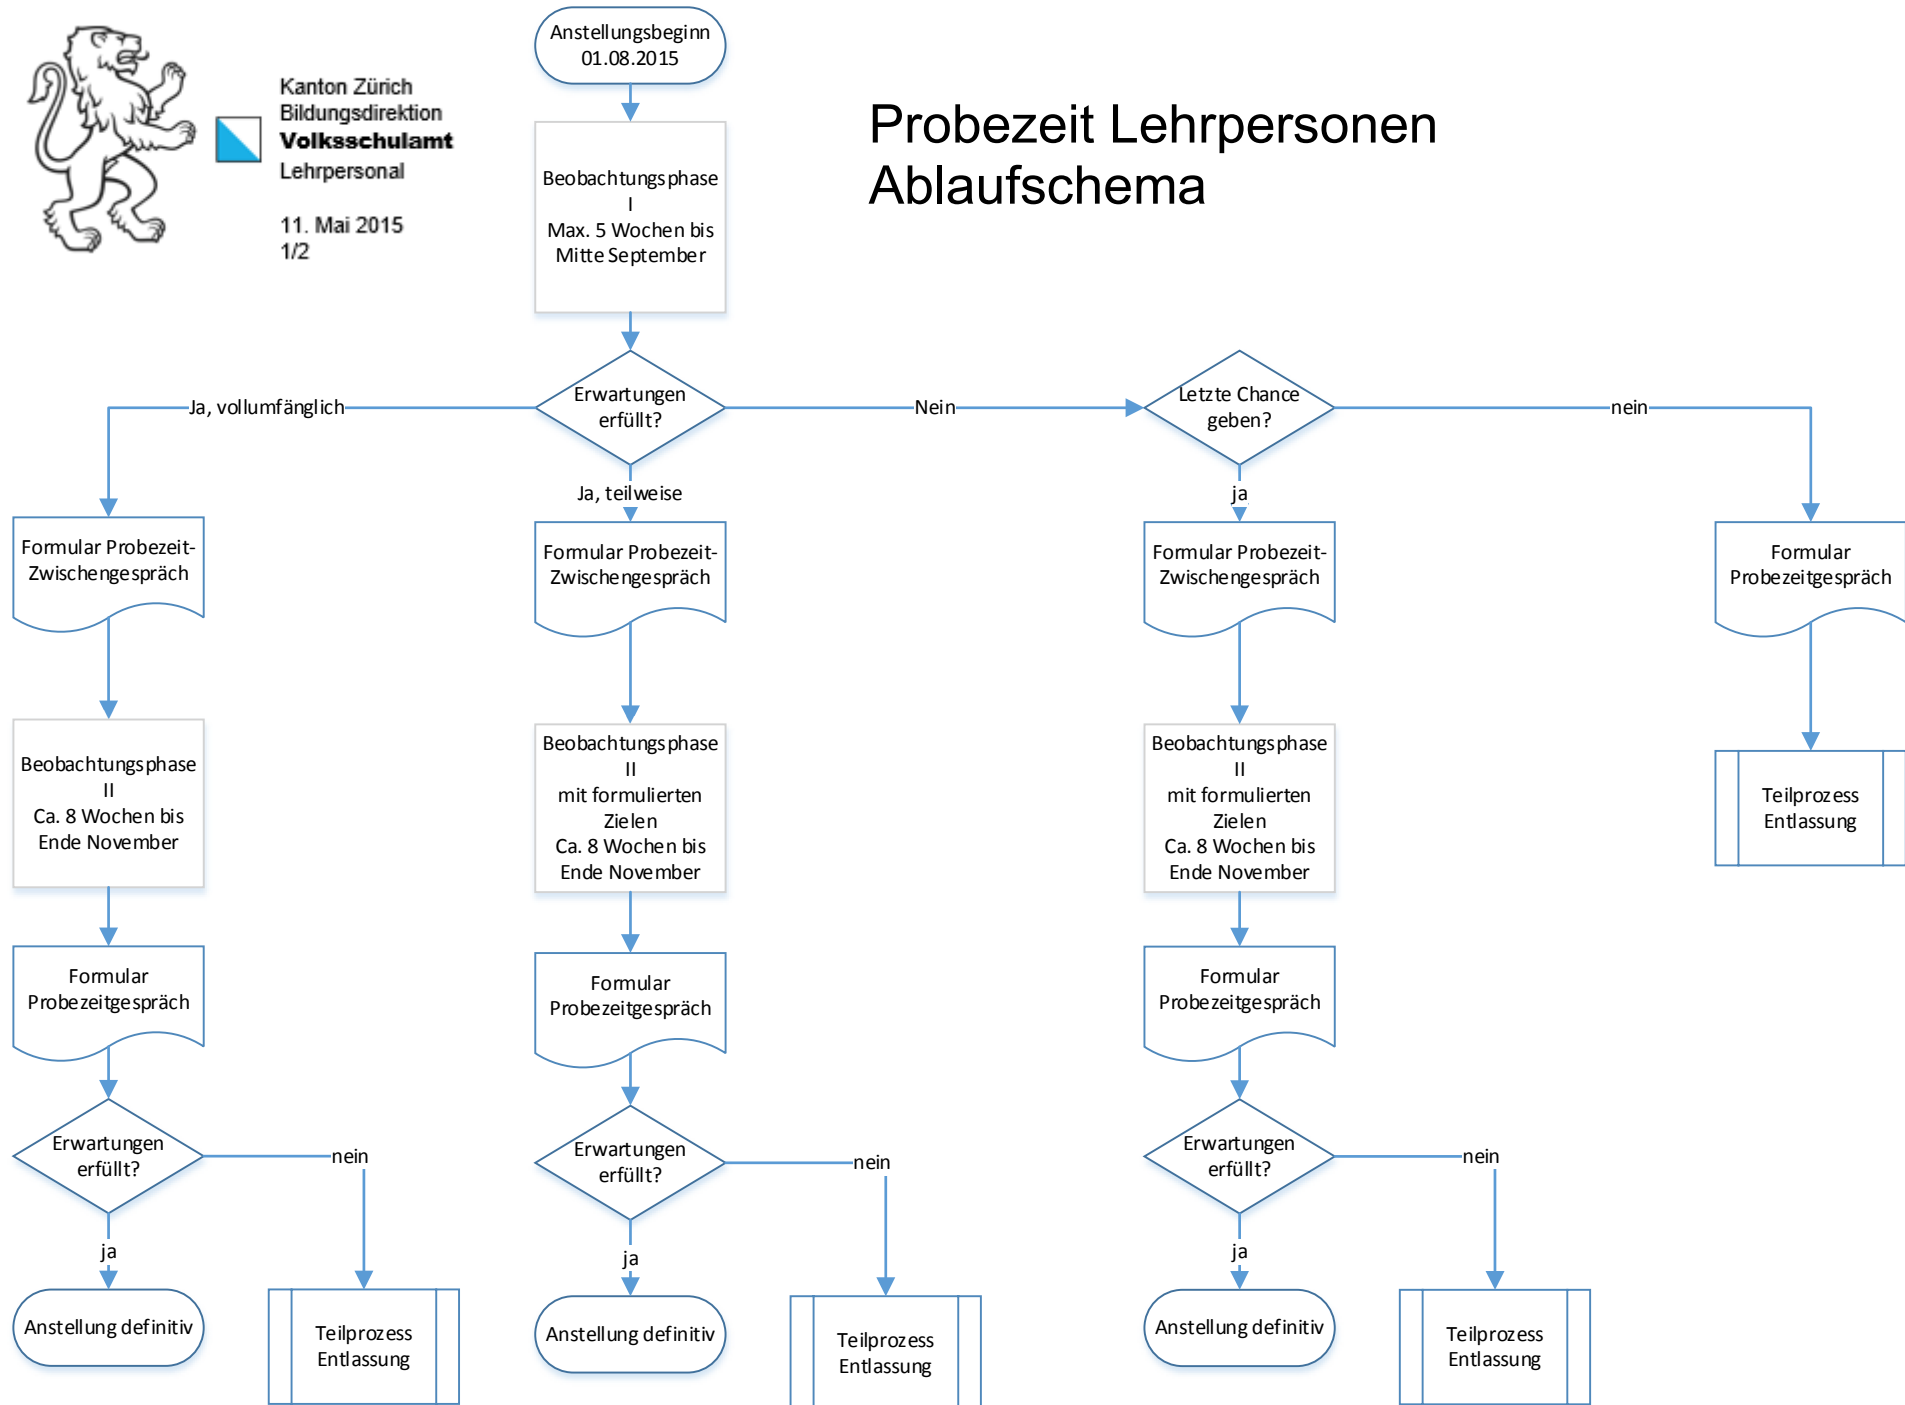 Kanton Zürich
Bildungsdirektion
Volksschulamt
Lehrpersonal
11. Mai 2015
1/2
Anstellungsbeginn
01.08.2015
Probezeit Lehrpersonen
Ablaufschema
Beobachtungsphase
I
Max. 5 Wochen bis
Mitte September
Erwartungen
erfüllt?
Ja, vollumfänglich
Nein
Letzte Chance
geben?
nein
Ja, teilweise
ja
Formular Probezeit-
Zwischengespräch
Formular Probezeit-
Zwischengespräch
Formular Probezeit-
Zwischengespräch
Formular
Probezeitgespräch
Beobachtungsphase
II
Ca. 8 Wochen bis
Ende November
Beobachtungsphase
II
mit formulierten
Zielen
Ca. 8 Wochen bis
Ende November
Beobachtungsphase
II
mit formulierten
Zielen
Ca. 8 Wochen bis
Ende November
Teilprozess
Entlassung
Formular
Probezeitgespräch
Formular
Probezeitgespräch
Formular
Probezeitgespräch
Erwartungen
erfüllt?
nein
Erwartungen
erfüllt?
nein
Erwartungen
erfüllt?
nein
ja
ja
ja
Anstellung definitiv
Teilprozess
Entlassung
Anstellung definitiv
Teilprozess
Entlassung
Anstellung definitiv
Teilprozess
Entlassung